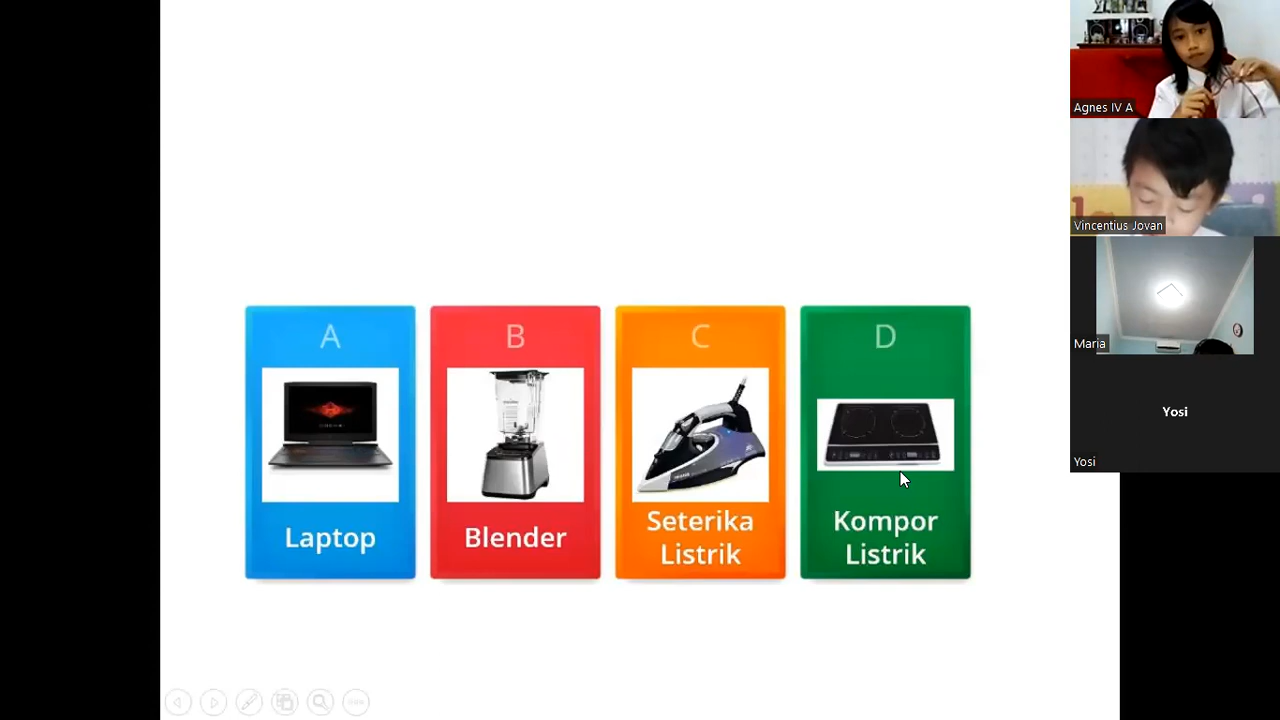 A
Laptop
B
Blender
C
Seterika
Listrik
D
Kompor
Listrik
Agnes IV A
Vincentius Jovan
Maria
Yosi
Yosi